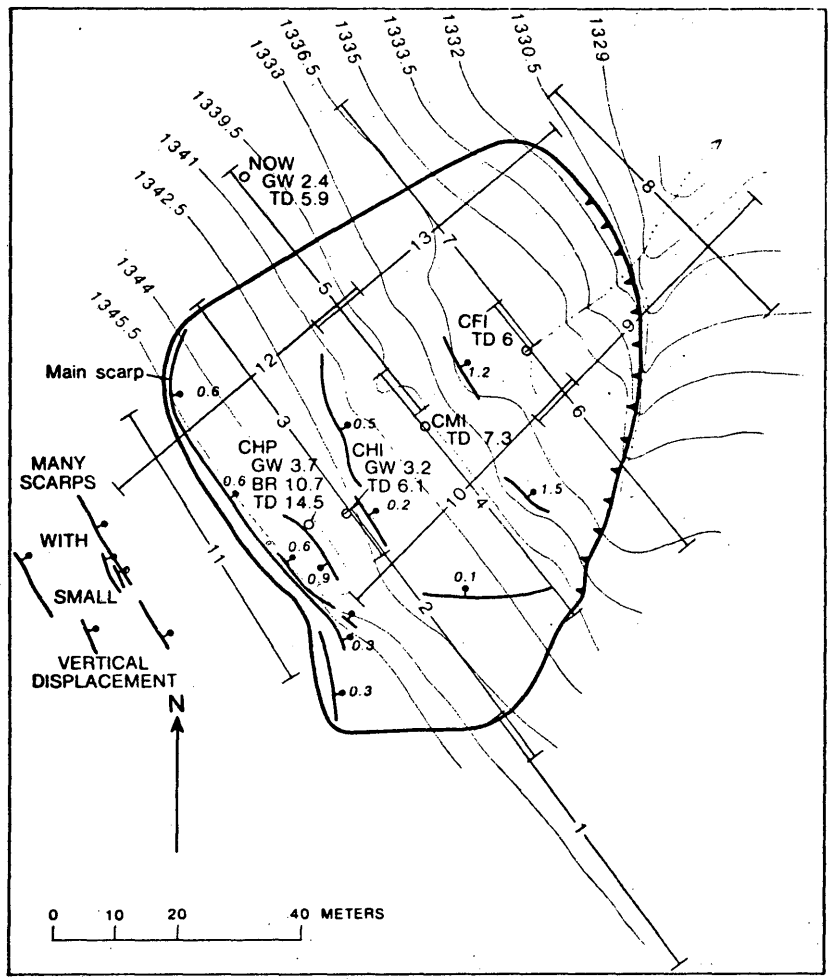 1338
1336.5
1335
1333.5
1332
1330.5
1329
1339.5
1341
1342.5
1344
1345.5
NOW
GW 2.4
TD 5.9
8
13
7
5
CFI
TD 6
9
Main scarp
12
1.2
0.6
6
3
0.5
CMI
TD 7.3
CHP
GW 3.7
BR 10.7
TD 14.5
CHI
GW 3.2
TD 6.1
MANY
SCARPS
0.6
1.5
10
0.2
4
WITH
11
0.6
0.9
SMALL
0.1
2
0.3
VERTICAL
DISPLACEMENT
0.3
N
1
0 10 20 40 METERS